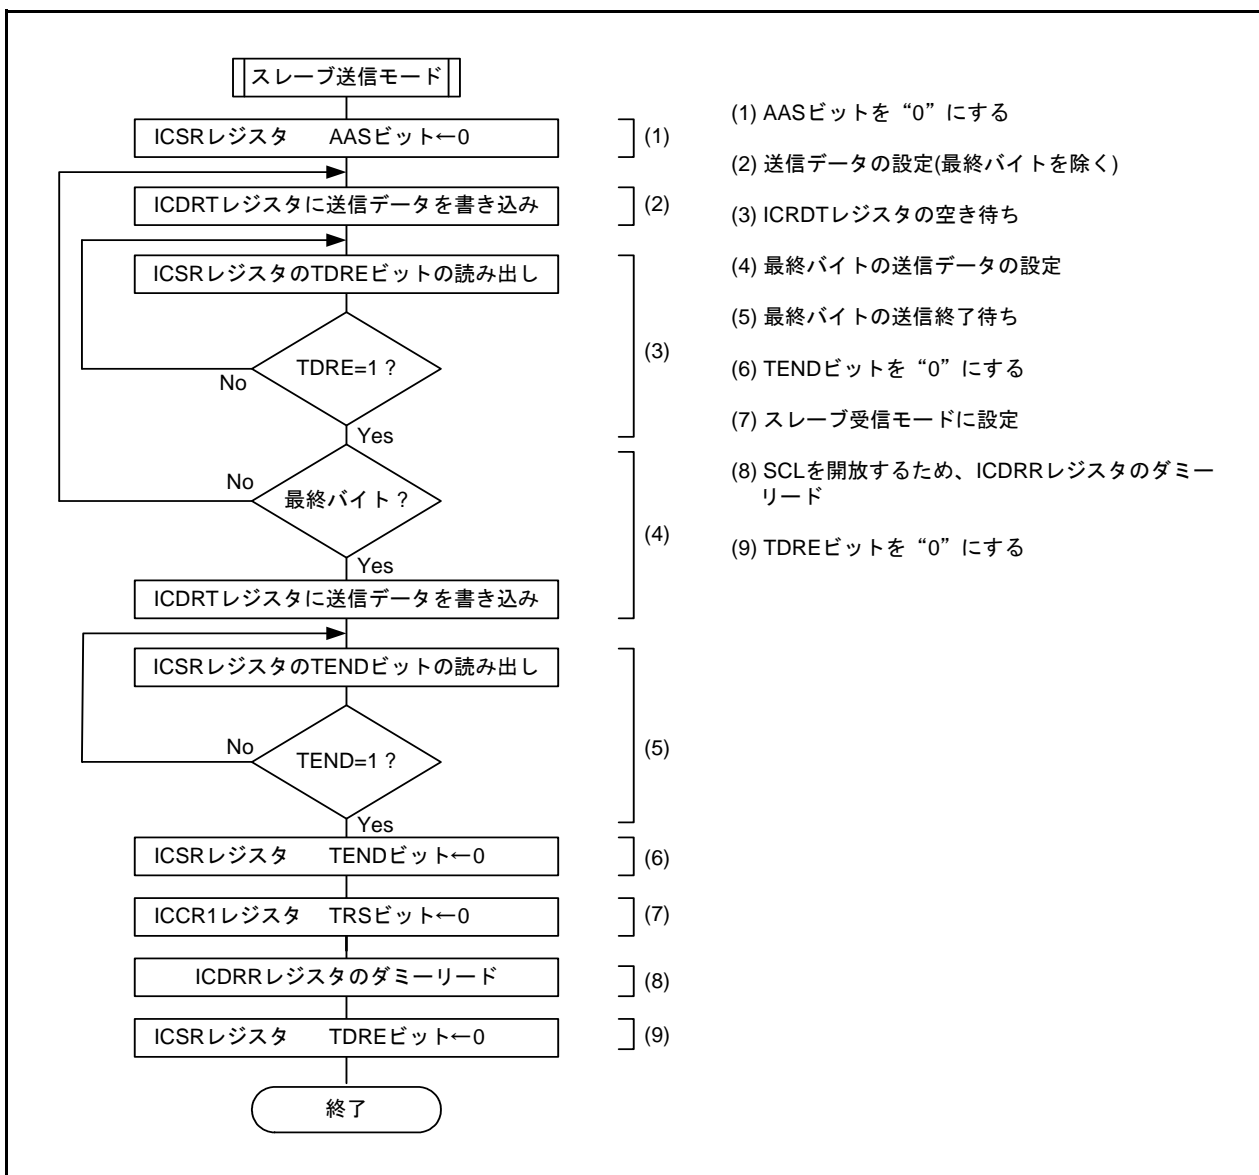 スレーブ送信モード
ICSRレジスタ AASビット←0
(1)
ICDRTレジスタに送信データを書き込み
(2)
ICSRレジスタのTDREビットの読み出し
TDRE=1 ?
No
(3)
Yes
No
最終バイト ?
(4)
Yes
ICDRTレジスタに送信データを書き込み
ICSRレジスタのTENDビットの読み出し
No
TEND=1 ?
(5)
Yes
ICSRレジスタ TENDビット←0
(6)
ICCR1レジスタ TRSビット←0
(7)
ICDRRレジスタのダミーリード
(8)
ICSRレジスタ TDREビット←0
(9)
終了
(1) AASビットを“0”にする
(2) 送信データの設定(最終バイトを除く)
(3) ICRDTレジスタの空き待ち
(4) 最終バイトの送信データの設定
(5) 最終バイトの送信終了待ち
(6) TENDビットを“0”にする
(7) スレーブ受信モードに設定
(8) SCLを開放するため、ICDRRレジスタのダミー
リード
(9) TDREビットを“0”にする